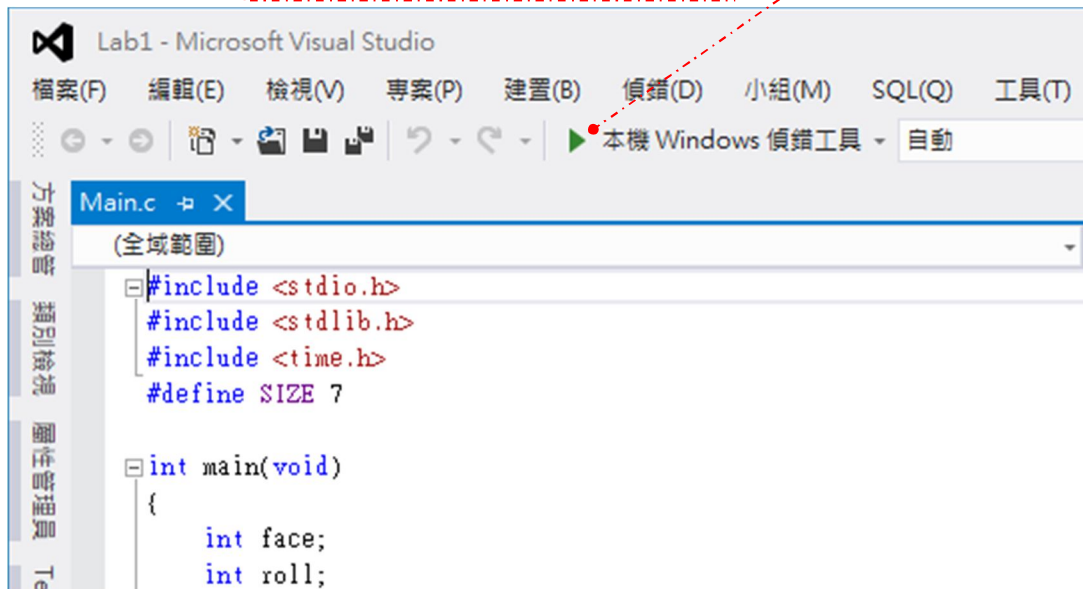 Lab1 - Microsoft Visual Studio
檔案(F) 編輯(E) 檢視(V) 專案(P) 建置(B) 偵錯(D) 小組(M) SQL(Q) 工具(T)
本機 Windows 偵錯工具 自動
方案總管
類別檢視
屬性管理員
Te
Main.c
(全域範圍)
#include <stdio.h>
#include <stdlib.h>
#include <time.h>
#define SIZE 7
int main(void)
{
int face;
int roll;